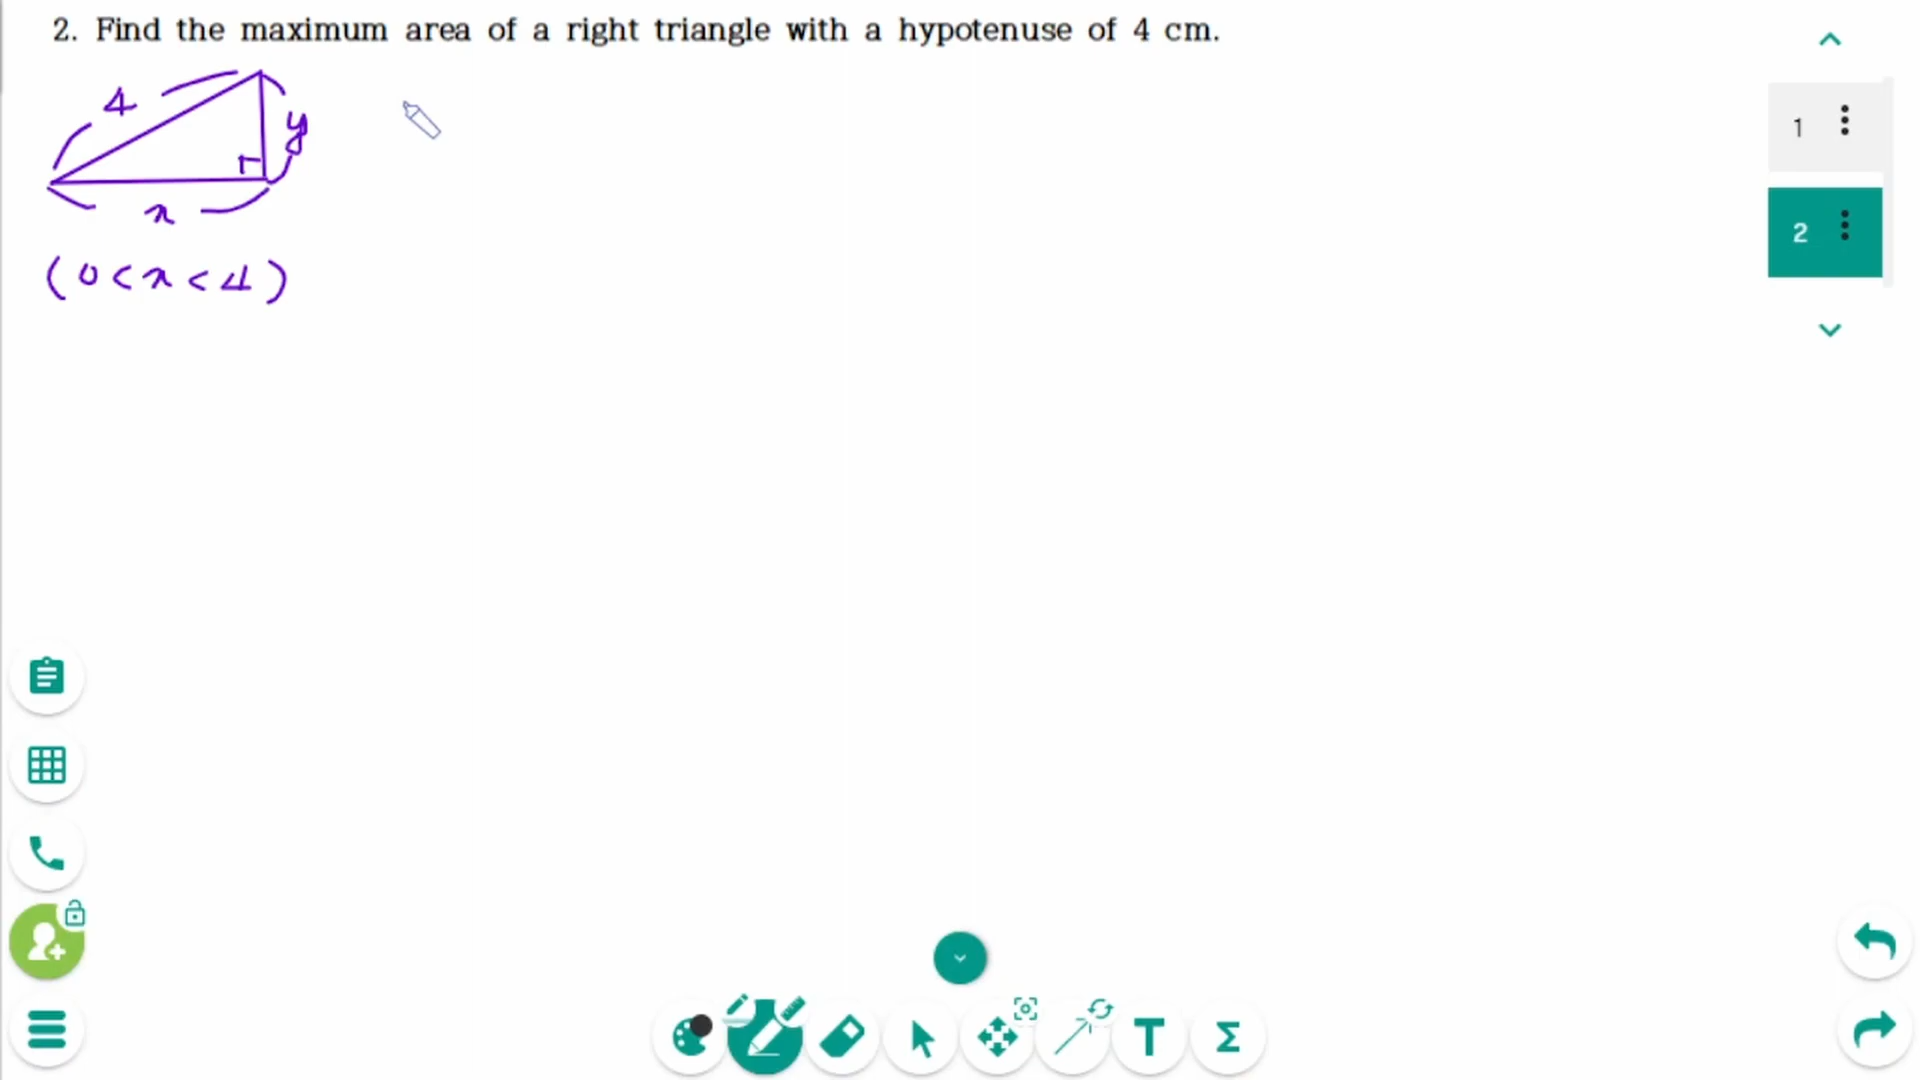 2. Find the maximum area of a right triangle with a hypotenuse of 4 cm.
4
y
x
(0<x<4)
1
2
T
Σ